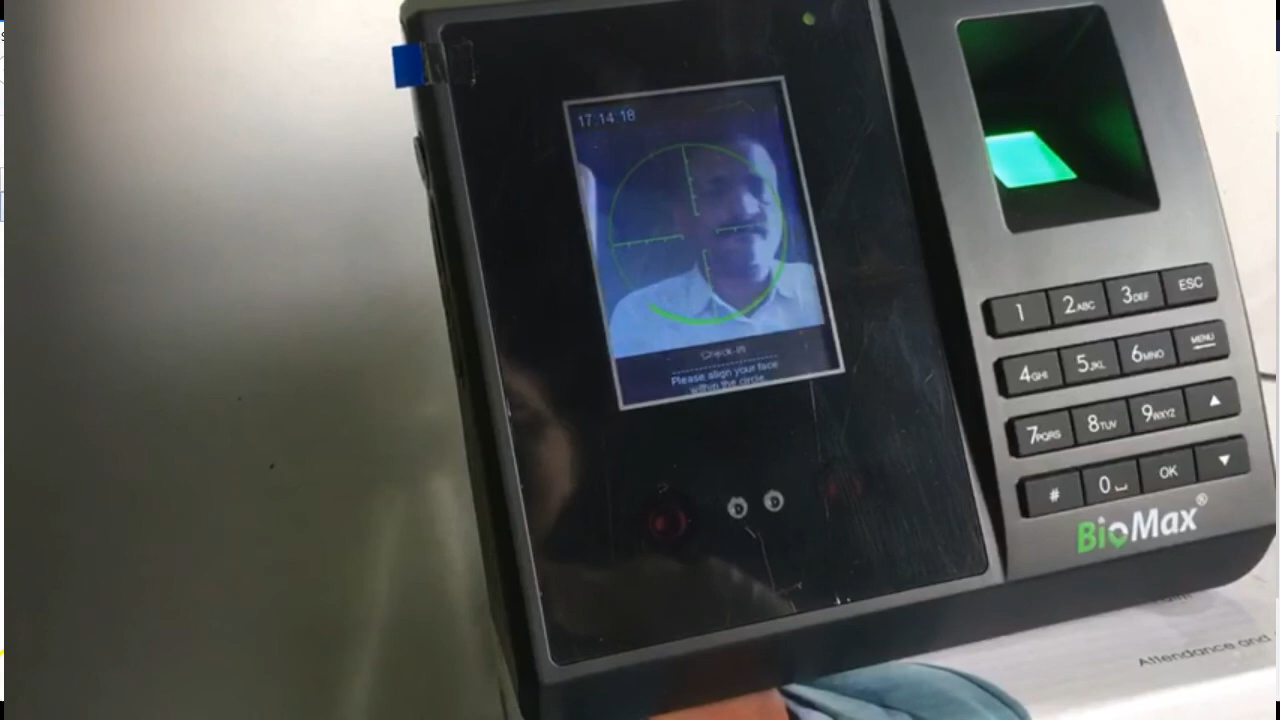 17:14:18
Check-in
Please align your face
within the circle
1 2ABC 3DEF ESC
4GHI 5JKL 6MNO MENU
7PQRS 8TUV 9WXYZ ▲
# 0 OK ▼
BioMax®
Attendance and